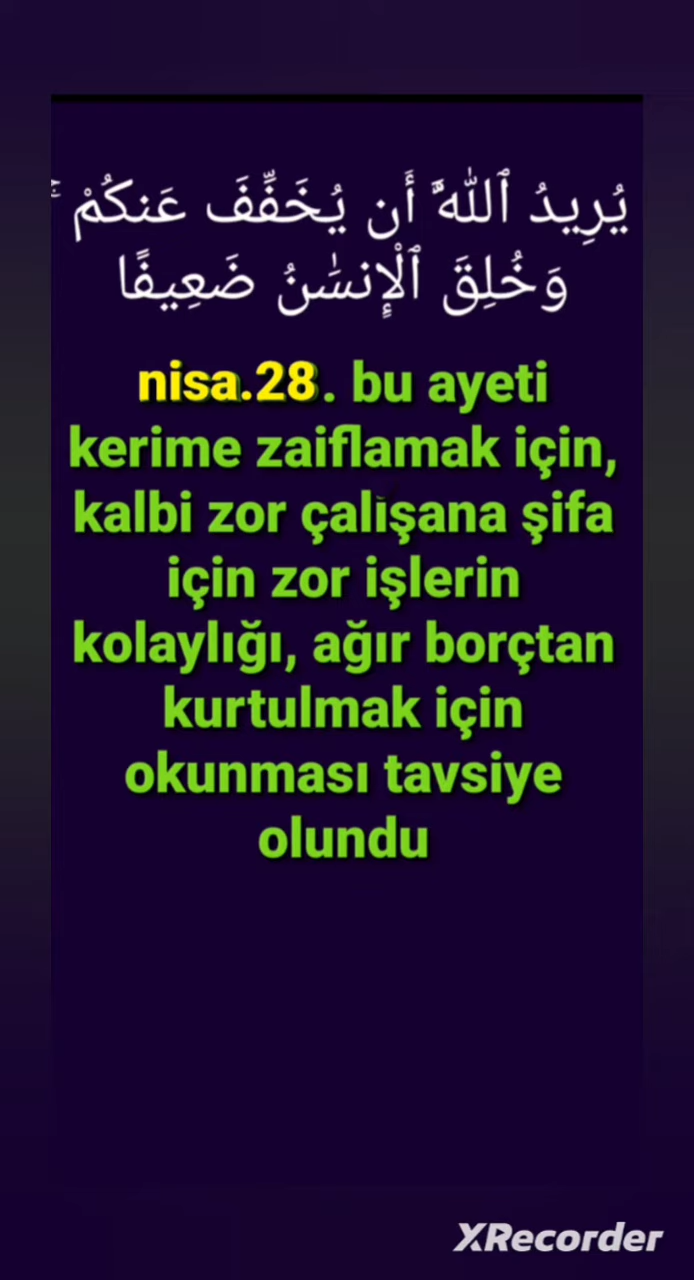 يُرِيدُ ٱللَّهُ أَن يُخَفِّفَ عَنكُمْ ۚ
وَخُلِقَ ٱلْإِنسَٰنُ ضَعِيفًا
nisa.28. bu ayeti
kerime zaiflamak için,
kalbi zor çalişana şifa
için zor işlerin
kolaylığı, ağır borçtan
kurtulmak için
okunması tavsiye
olundu
XRecorder